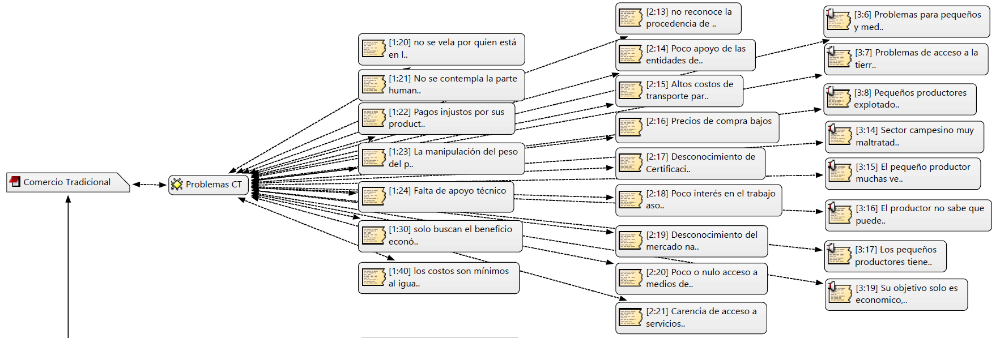 Comercio Tradicional
Problemas CT
[1:20] no se vela por quien está
en l..
[1:21] No se contempla la parte
human..
[1:22] Pagos injustos por sus
product..
[1:23] La manipulación del peso
del p..
[1:24] Falta de apoyo técnico
[1:30] solo buscan el beneficio
econó..
[1:40] los costos son mínimos
al igua..
[2:13] no reconoce la
procedencia de ..
[2:14] Poco apoyo de las
entidades de..
[2:15] Altos costos de
transporte par..
[2:16] Precios de compra bajos
[2:17] Desconocimiento de
Certificaci..
[2:18] Poco interés en el trabajo
aso..
[2:19] Desconocimiento del
mercado na..
[2:20] Poco o nulo acceso a
medios de..
[2:21] Carencia de acceso a
servicios..
[3:6] Problemas para pequeños
y med..
[3:7] Problemas de acceso a la
tierr..
[3:8] Pequeños productores
explotado..
[3:14] Sector campesino muy
maltratad..
[3:15] El pequeño productor
muchas ve..
[3:16] El productor no sabe que
puede..
[3:17] Los pequeños
productores tiene..
[3:19] Su objetivo solo es
economico,..